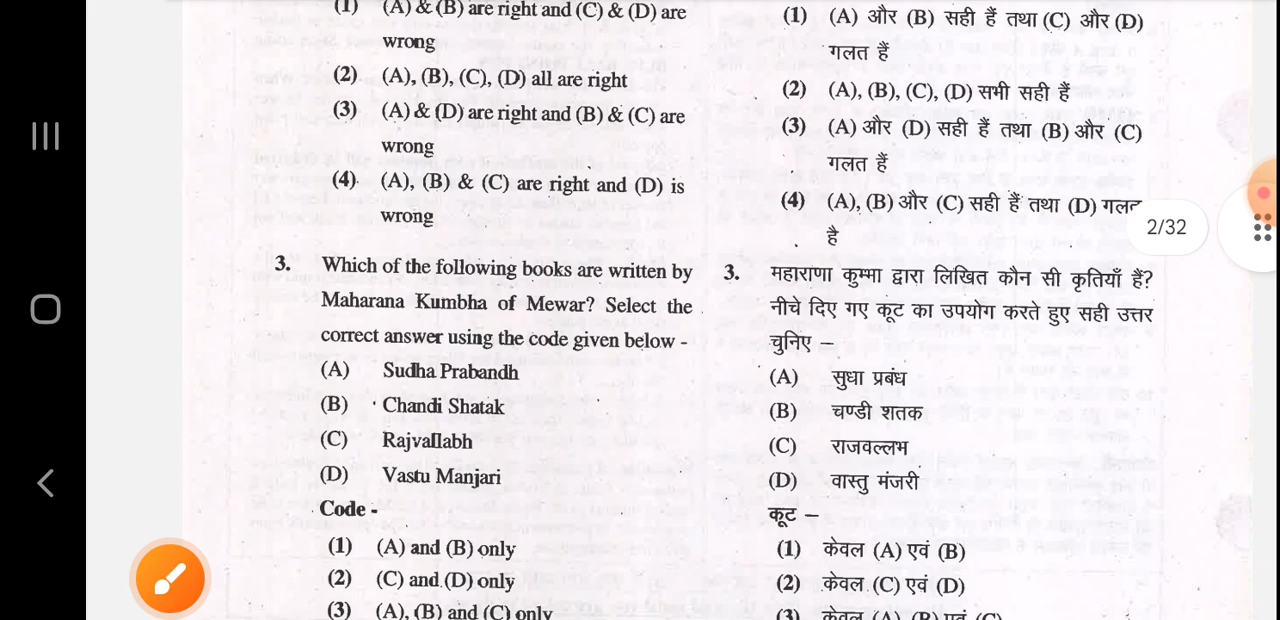 (1) (A) & (B) are right and (C) & (D) are
wrong
(2) (A), (B), (C), (D) all are right
(3) (A) & (D) are right and (B) & (C) are
wrong
(4) (A), (B) & (C) are right and (D) is
wrong
3. Which of the following books are written by
Maharana Kumbha of Mewar? Select the
correct answer using the code given below -
(A) Sudha Prabandh
(B) Chandi Shatak
(C) Rajvallabh
(D) Vastu Manjari
Code -
(1) (A) and (B) only
(2) (C) and (D) only
(3) (A), (B) and (C) only
(1) (A) और (B) सही हैं तथा (C) और (D)
गलत हैं
(2) (A), (B), (C), (D) सभी सही हैं
(3) (A) और (D) सही हैं तथा (B) और (C)
गलत हैं
(4) (A), (B) और (C) सही हैं तथा (D) गलत
है
3. महाराणा कुम्भा द्वारा लिखित कौन सी कृतियाँ हैं?
नीचे दिए गए कूट का उपयोग करते हुए सही उत्तर
चुनिए –
(A) सुधा प्रबंध
(B) चण्डी शतक
(C) राजवल्लभ
(D) वास्तु मंजरी
कूट –
(1) केवल (A) एवं (B)
(2) केवल (C) एवं (D)
(3) केवल (A), (B) एवं (C)
2/32